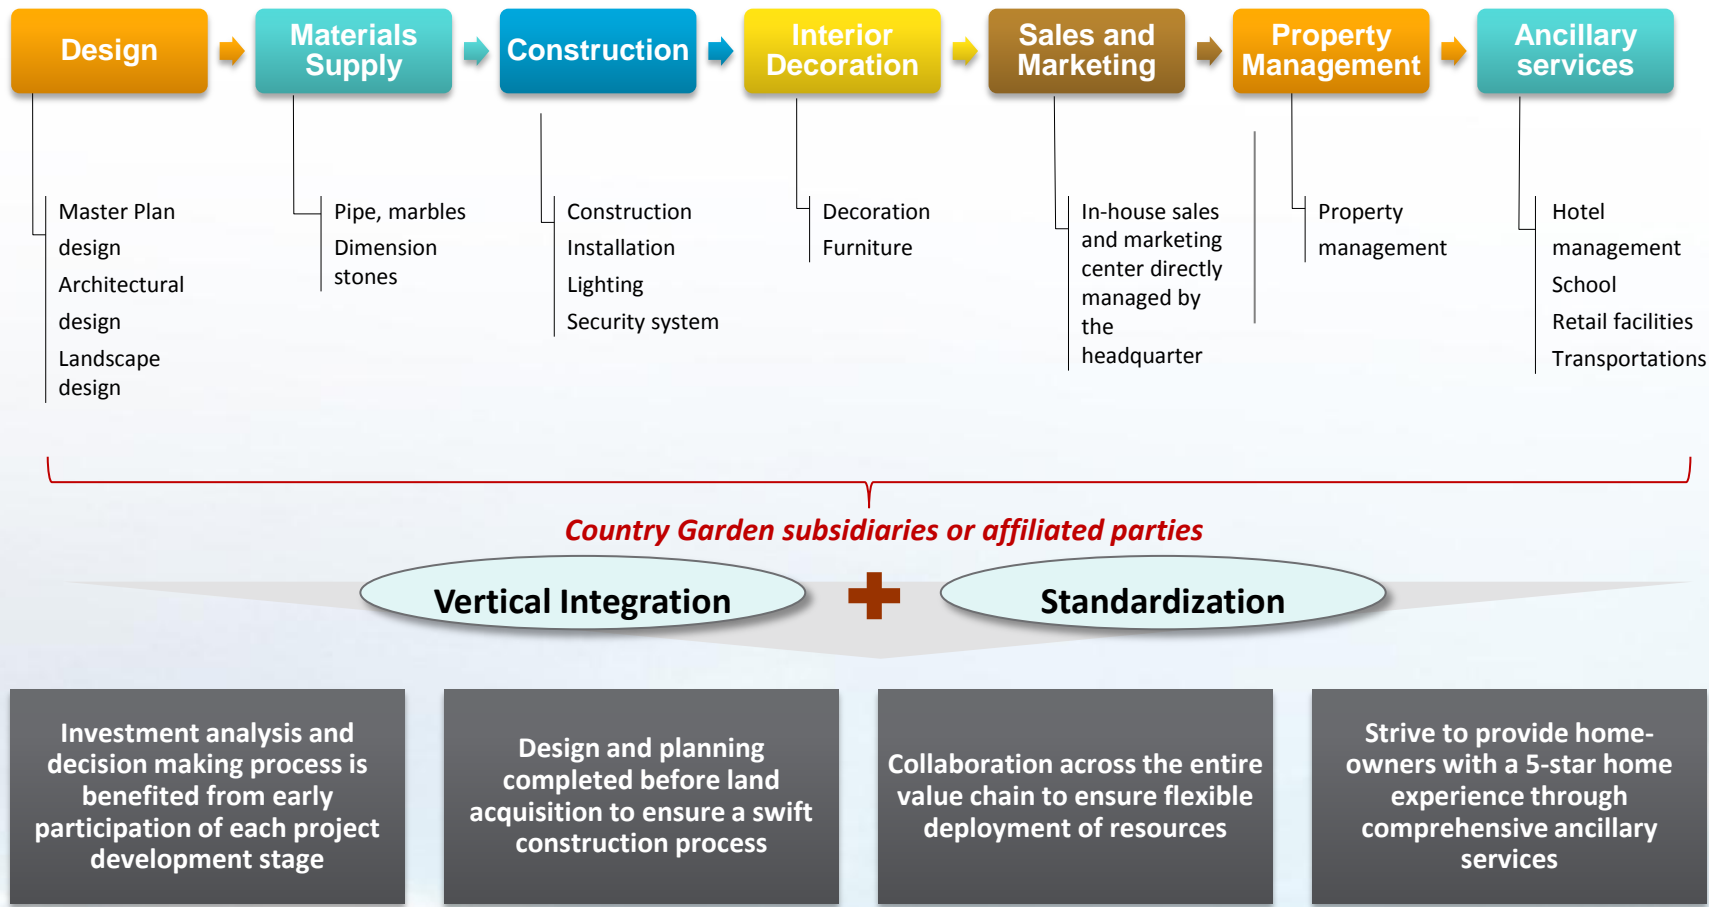 Design
Materials
Supply
Construction
Interior
Decoration
Sales and
Marketing
Property
Management
Ancillary
services
Master Plan
design
Architectural
design
Landscape
design
Pipe, marbles
Dimension
stones
Construction
Installation
Lighting
Security system
Decoration
Furniture
In-house sales
and marketing
center directly
managed by
the
headquarter
Property
management
Hotel
management
School
Retail facilities
Transportations
Country Garden subsidiaries or affiliated parties
Vertical Integration
Standardization
Investment analysis and
decision making process is
benefited from early
participation of each project
development stage
Design and planning
completed before land
acquisition to ensure a swift
construction process
Collaboration across the entire
value chain to ensure flexible
deployment of resources
Strive to provide home-
owners with a 5-star home
experience through
comprehensive ancillary
services